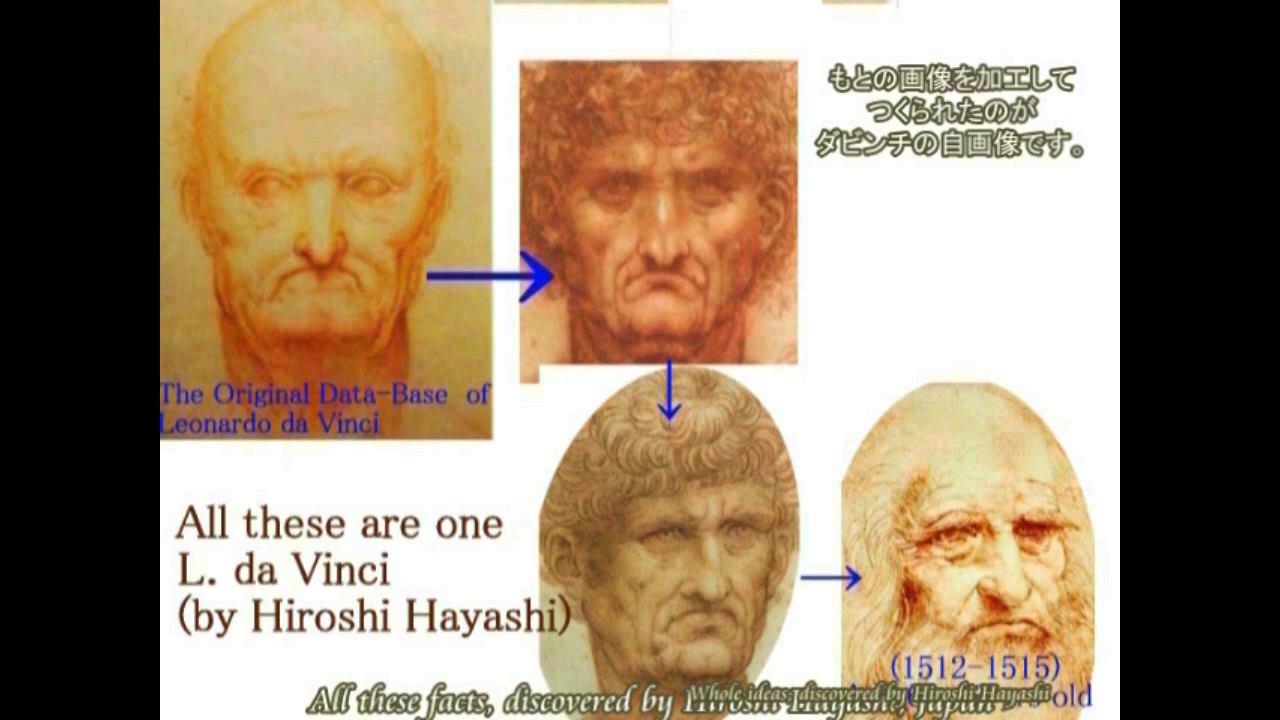 もとの画像を加工して
つくられたのが
ダビンチの自画像です。
The Original Data-Base of
Leonardo da Vinci
All these are one
L. da Vinci
(by Hiroshi Hayashi)
(1512-1515)
old
All these facts, discovered by Hiroshi Hayashi, Japan
Whole ideas; discovered by Hiroshi Hayashi